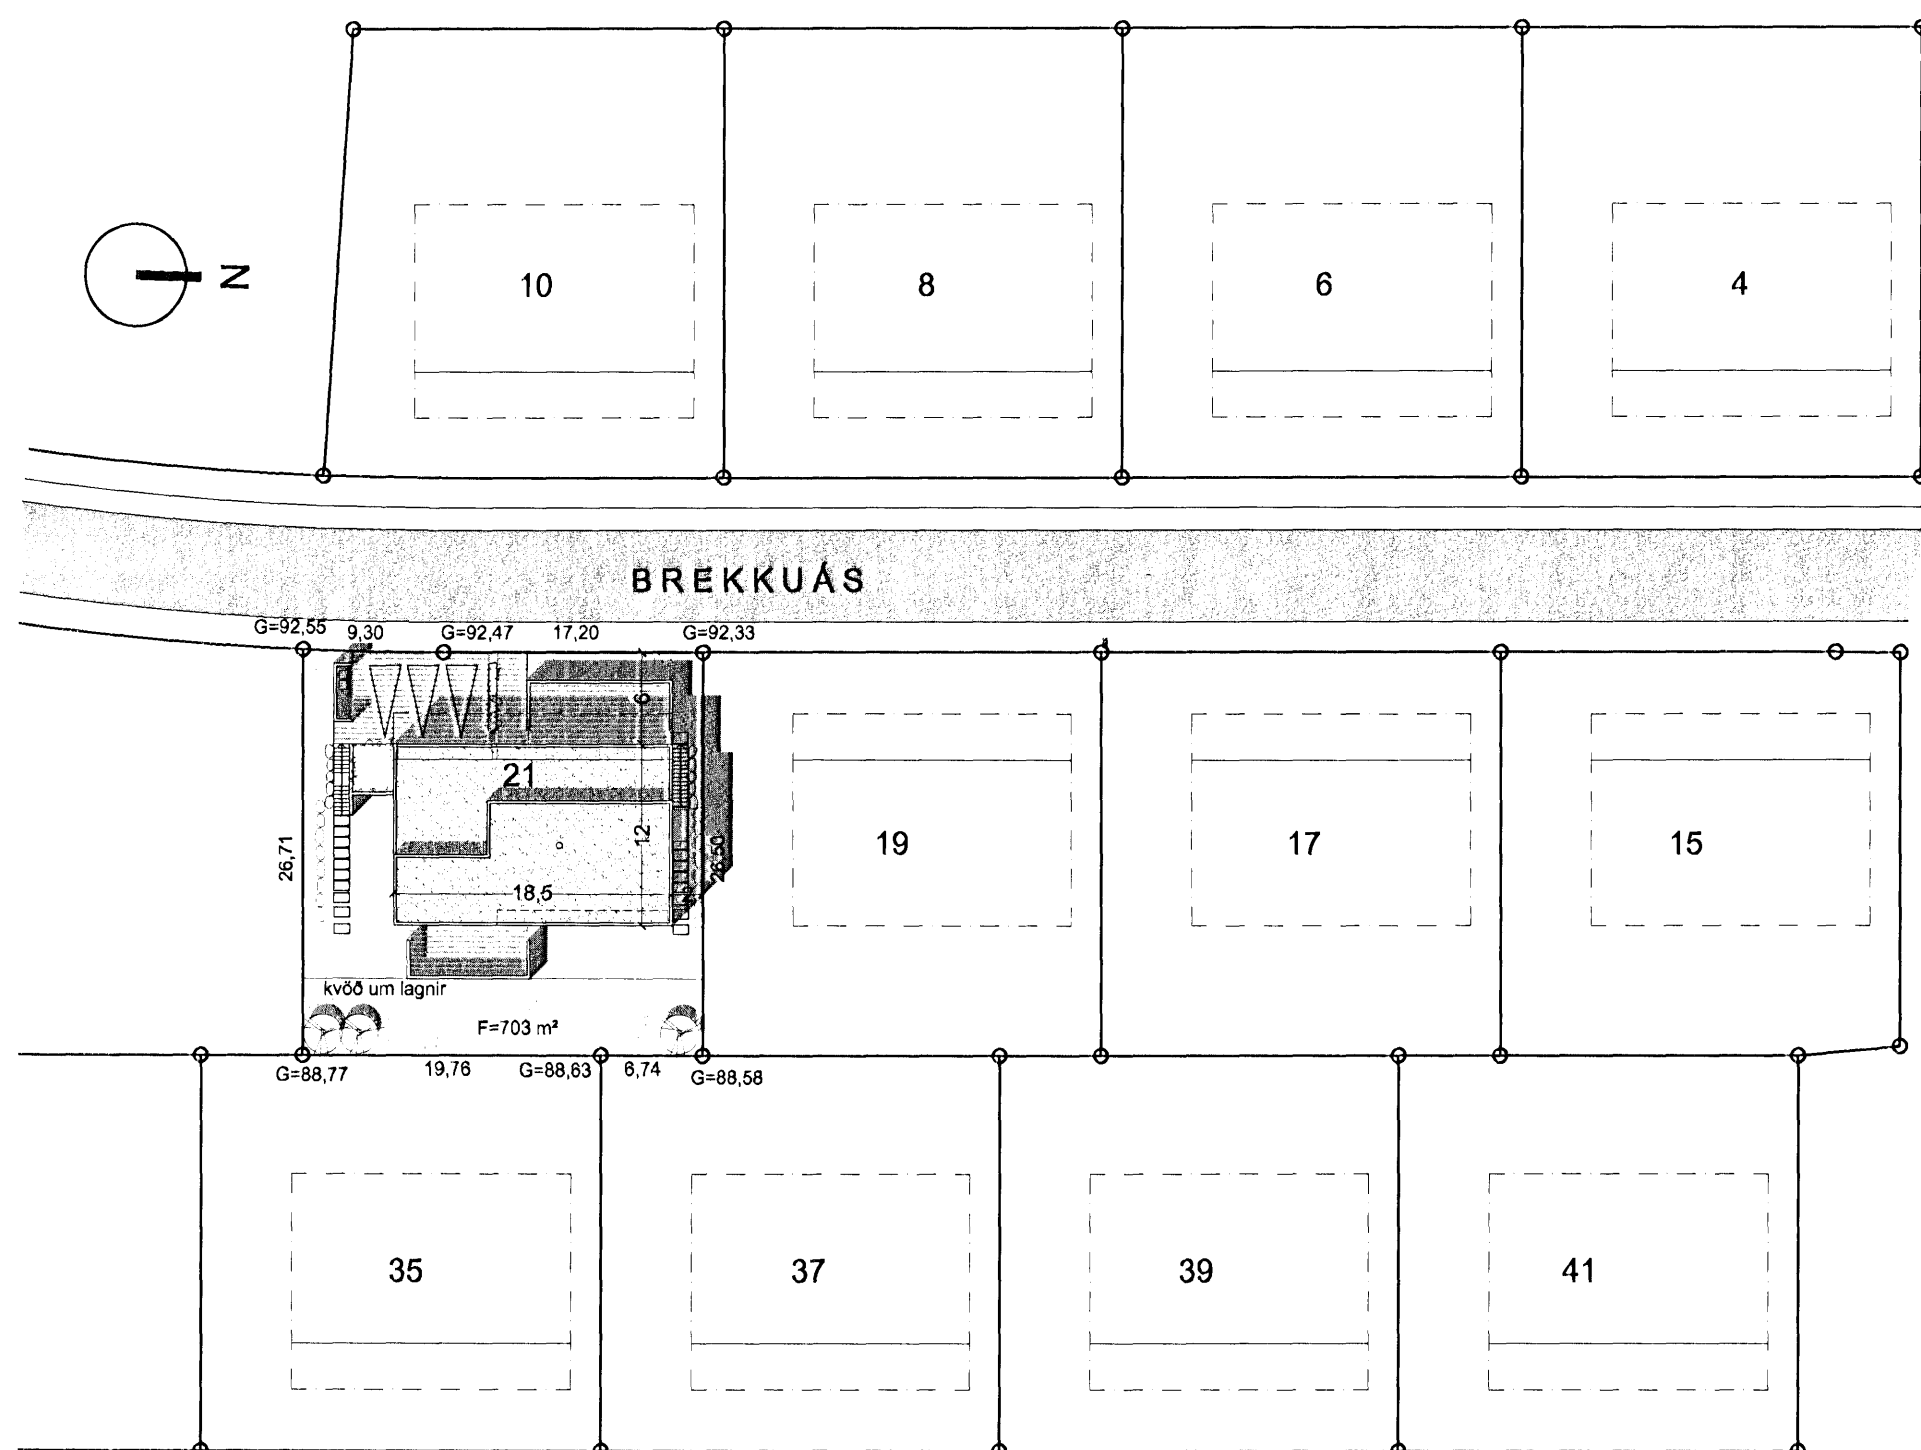 10
8
6
4
N
BREKKUÁS
G=92,55
9,30
G=92,47
17,20
G=92,33
6
21
12
26,71
26,50
18,5
19
17
15
kvöð um lagnir
F=703 m²
G=88,77
19,76
G=88,63
6,74
G=88,58
35
37
39
41